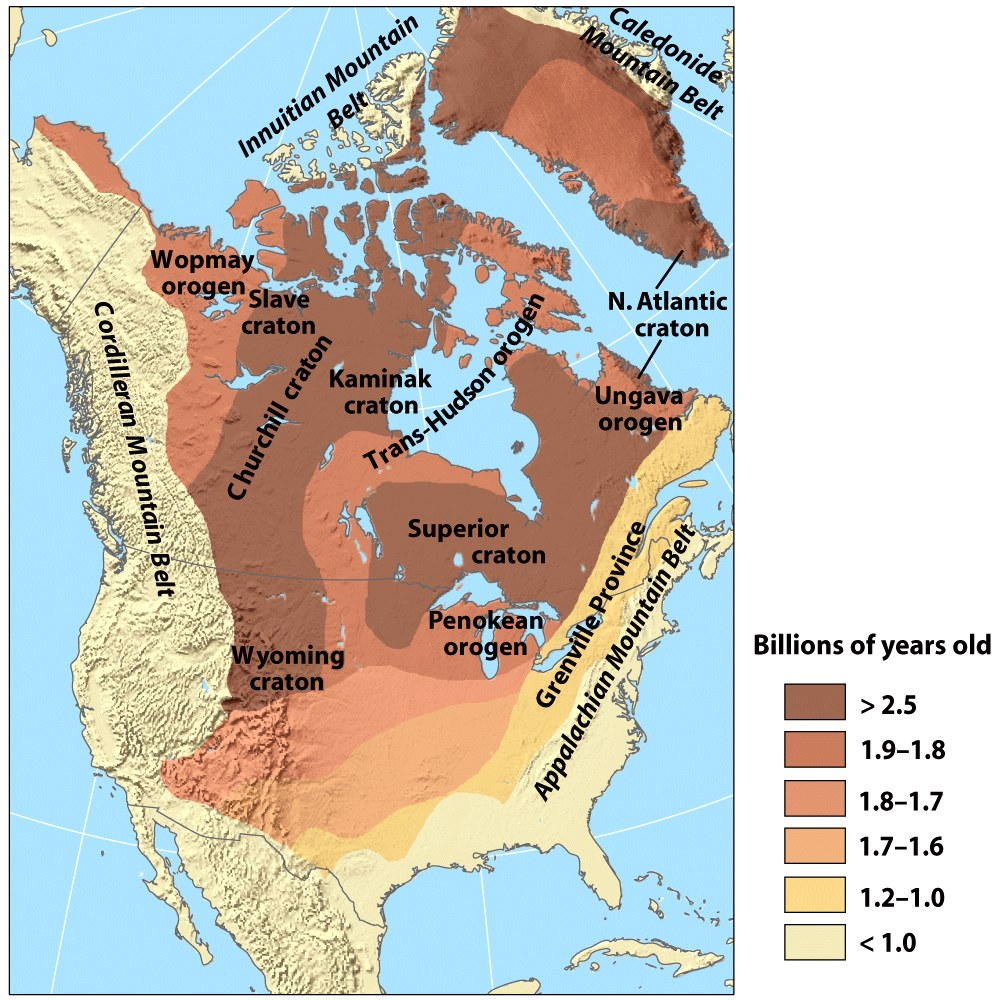 Caledonide
Mountain Belt
Innuitian Mountain
Belt
Wopmay
orogen
Slave
craton
N. Atlantic
craton
Cordilleran Mountain Belt
Churchill craton
Kaminak
craton
Trans-Hudson orogen
Ungava
orogen
Superior
craton
Penokean
orogen
Grenville Province
Appalachian Mountain Belt
Wyoming
craton
Billions of years old
> 2.5
1.9–1.8
1.8–1.7
1.7–1.6
1.2–1.0
< 1.0